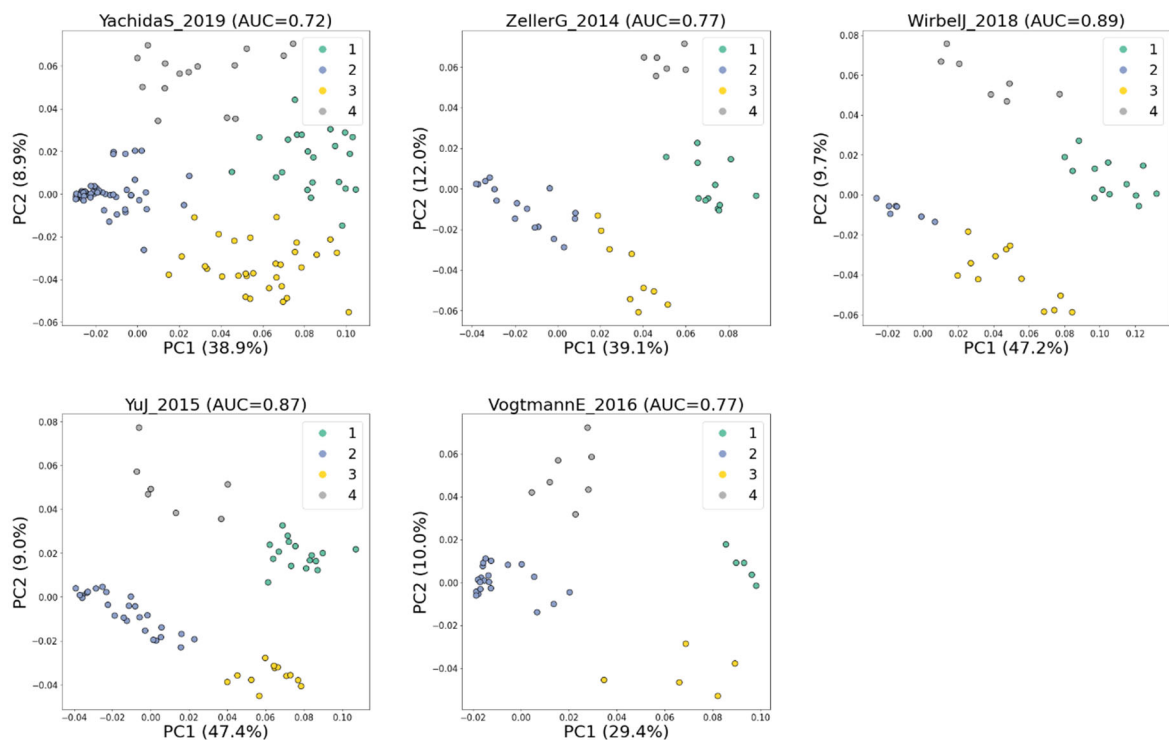 YachidaS_2019 (AUC=0.72)
0.06
0.04
0.02
0.00
−0.02
−0.04
−0.06
PC2 (8.9%)
1
2
3
4
−0.02 0.00 0.02 0.04 0.06 0.08 0.10
PC1 (38.9%)
ZellerG_2014 (AUC=0.77)
0.06
0.04
0.02
0.00
−0.02
−0.04
−0.06
PC2 (12.0%)
1
2
3
4
−0.04 −0.02 0.00 0.02 0.04 0.06 0.08
PC1 (39.1%)
WirbelJ_2018 (AUC=0.89)
0.08
0.06
0.04
0.02
0.00
−0.02
−0.04
−0.06
PC2 (9.7%)
1
2
3
4
−0.02 0.00 0.02 0.04 0.06 0.08 0.10 0.12
PC1 (47.2%)
YuJ_2015 (AUC=0.87)
0.08
0.06
0.04
0.02
0.00
−0.02
−0.04
PC2 (9.0%)
1
2
3
4
−0.04 −0.02 0.00 0.02 0.04 0.06 0.08 0.10
PC1 (47.4%)
VogtmannE_2016 (AUC=0.77)
0.06
0.04
0.02
0.00
−0.02
−0.04
PC2 (10.0%)
1
2
3
4
−0.02 0.00 0.02 0.04 0.06 0.08 0.10
PC1 (29.4%)